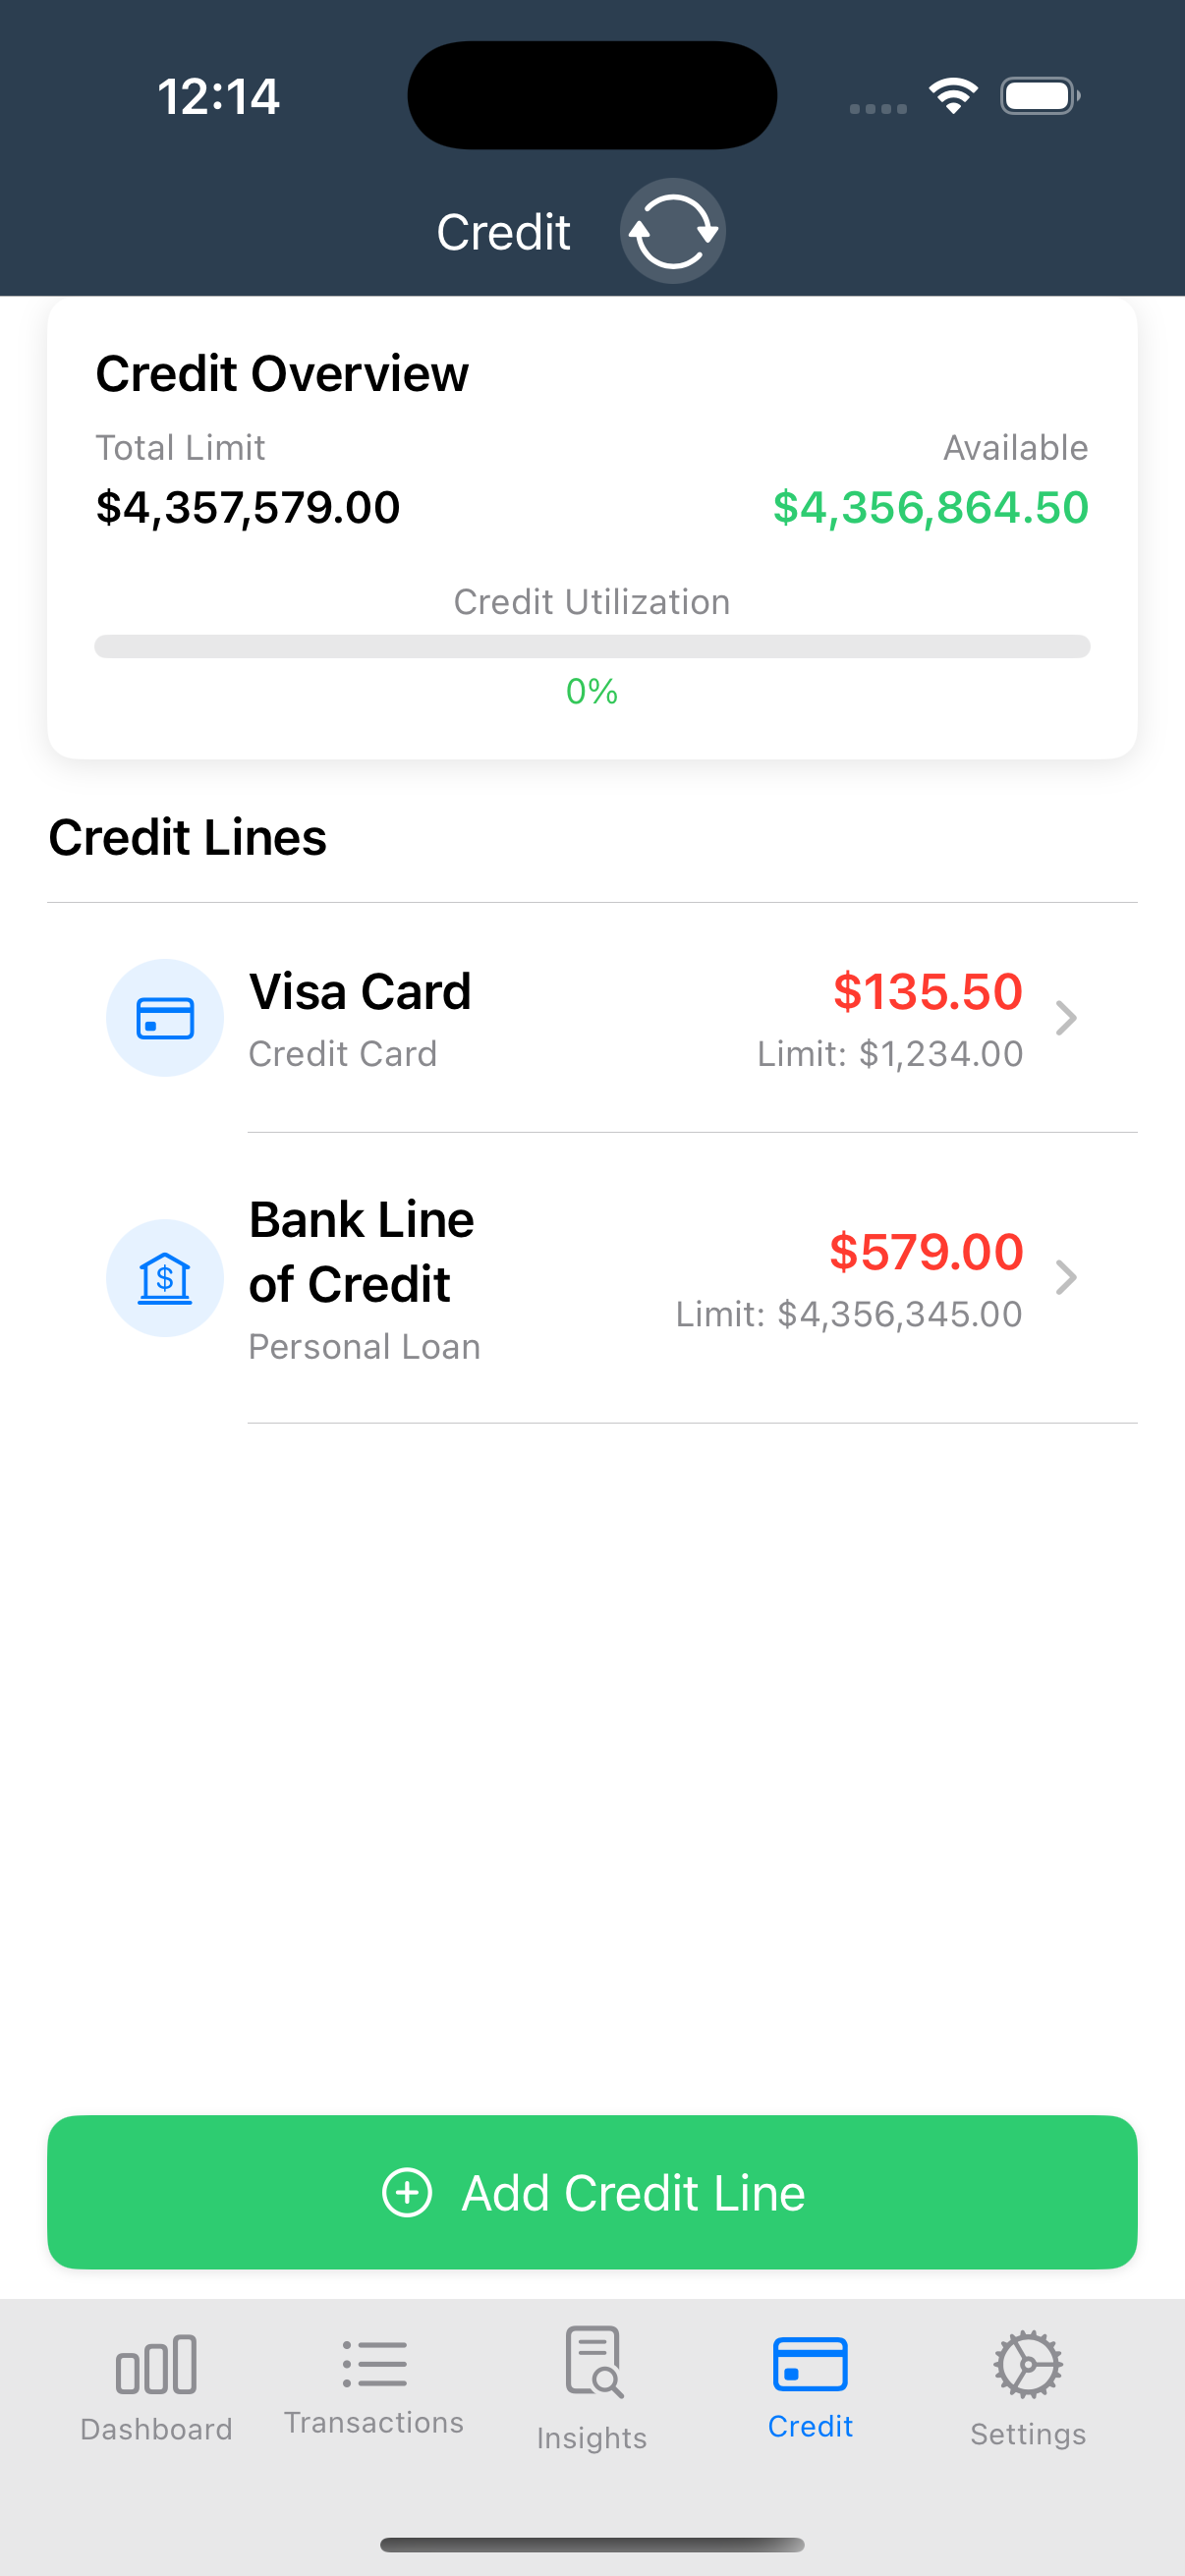 12:14
Credit
Credit Overview
Total Limit
Available
$4,357,579.00
$4,356,864.50
Credit Utilization
0%
Credit Lines
Visa Card
$135.50
Credit Card
Limit: $1,234.00
Bank Line
of Credit
$579.00
Limit: $4,356,345.00
Personal Loan
Add Credit Line
Dashboard
Transactions
Insights
Credit
Settings